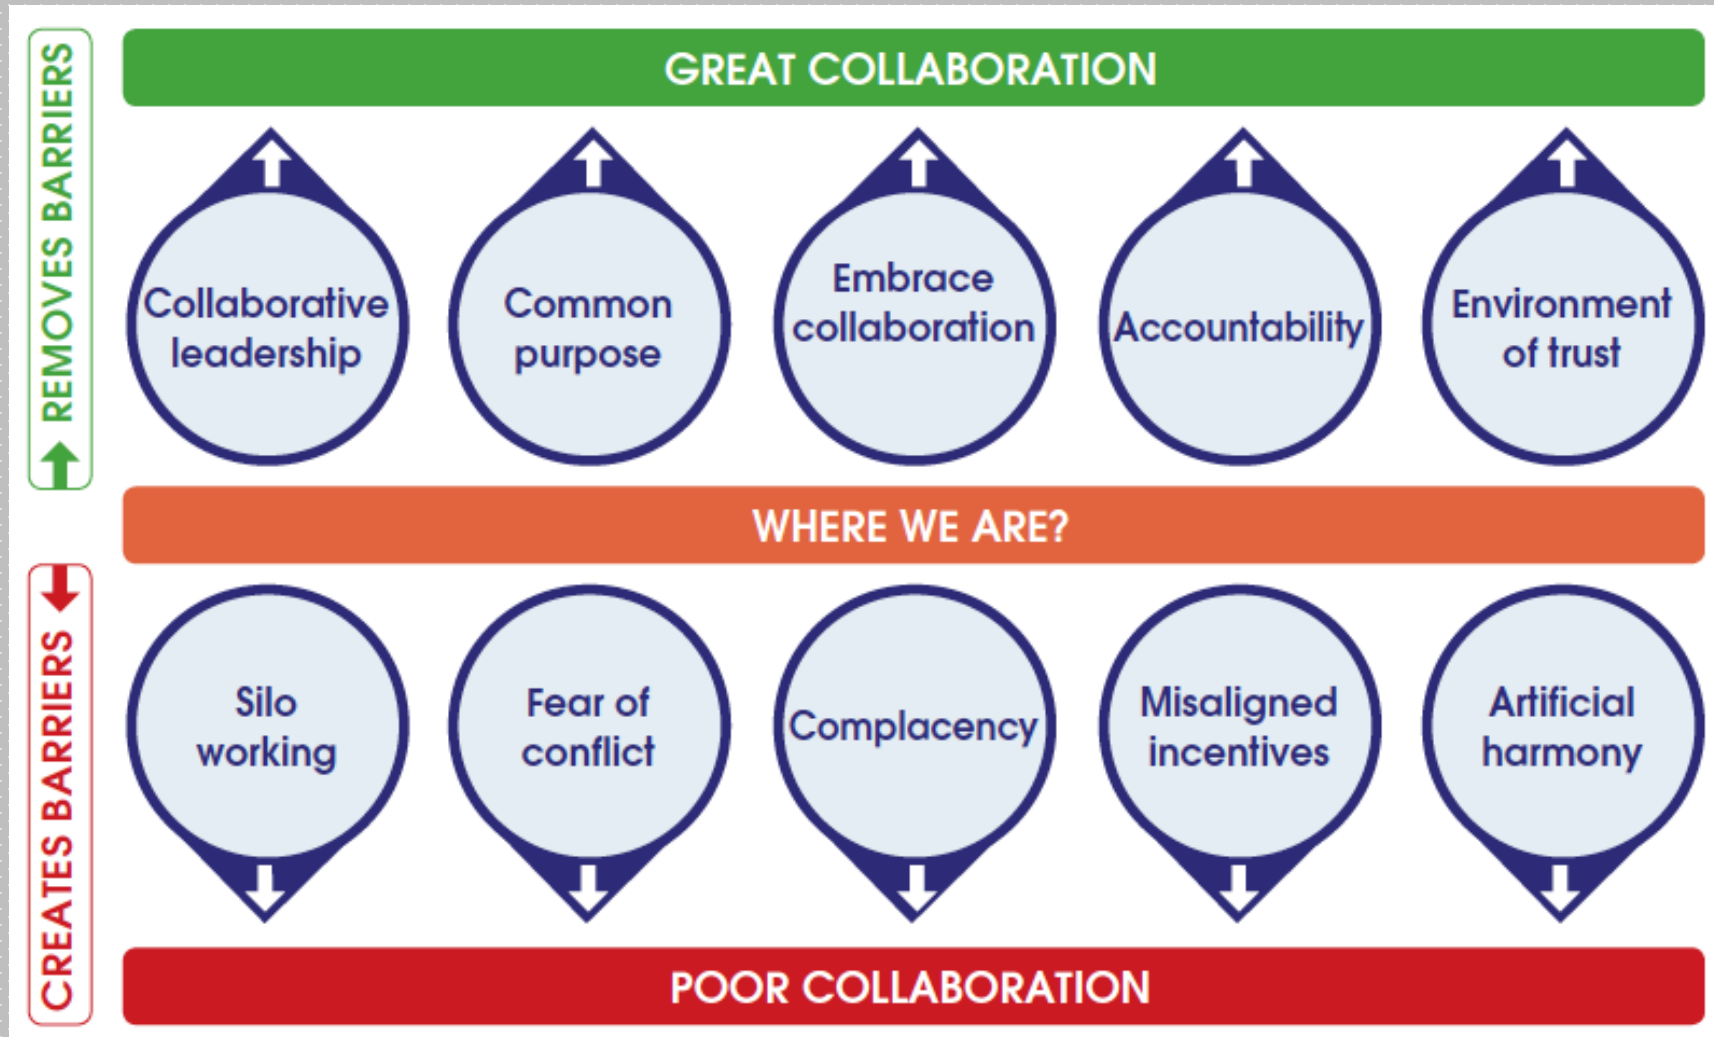 REMOVES BARRIERS
GREAT COLLABORATION
Collaborative
leadership
Common
purpose
Embrace
collaboration
Accountability
Environment
of trust
WHERE WE ARE?
CREATES BARRIERS
Silo
working
Fear of
conflict
Complacency
Misaligned
incentives
Artificial
harmony
POOR COLLABORATION